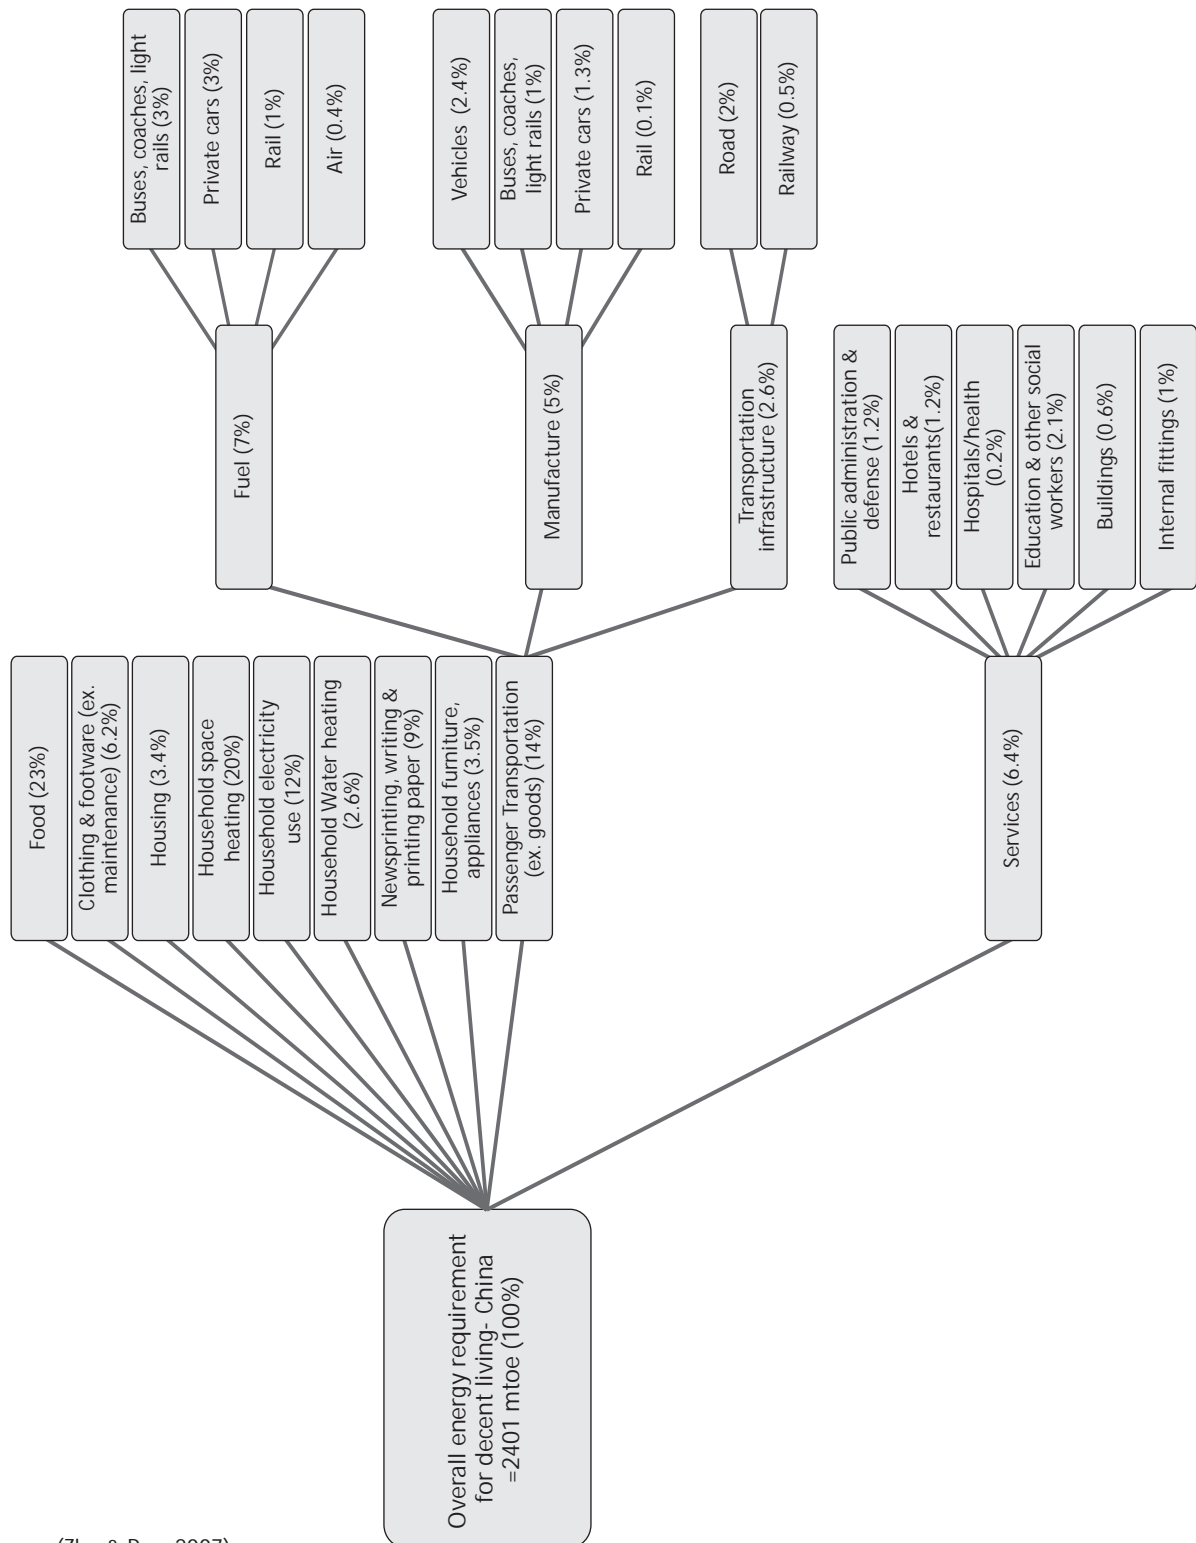 Overall energy requirement
for decent living- China
=2401 mtoe (100%)
Food (23%)
Clothing & footware (ex.
maintenance) (6.2%)
Housing (3.4%)
Household space
heating (20%)
Household electricity
use (12%)
Household Water heating
(2.6%)
Newsprinting, writing &
printing paper (9%)
Household furniture,
appliances (3.5%)
Passenger Transportation
(ex. goods) (14%)
Services (6.4%)
Fuel (7%)
Manufacture (5%)
Transportation
infrastructure (2.6%)
Public administration &
defense (1.2%)
Hotels &
restaurants(1.2%)
Hospitals/health
(0.2%)
Education & other social
workers (2.1%)
Buildings (0.6%)
Internal fittings (1%)
Buses, coaches, light
rails (3%)
Private cars (3%)
Rail (1%)
Air (0.4%)
Vehicles (2.4%)
Buses, coaches,
light rails (1%)
Private cars (1.3%)
Rail (0.1%)
Road (2%)
Railway (0.5%)